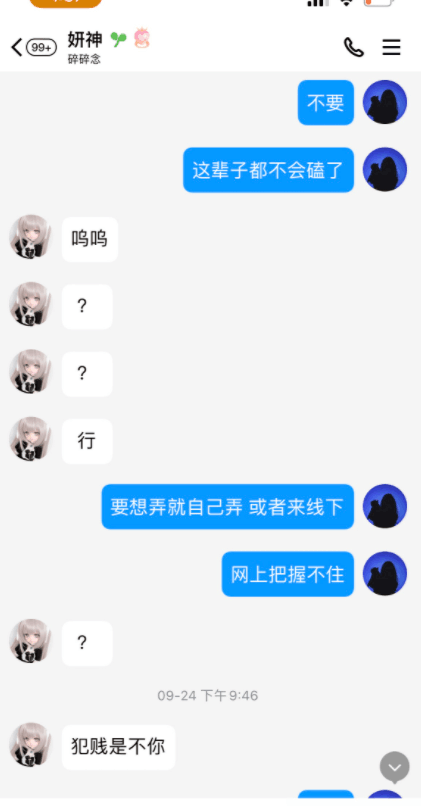 99+
妍神
碎碎念
不要
这辈子都不会磕了
呜呜
？
？
行
要想弄就自己弄 或者来线下
网上把握不住
？
09-24 下午9:46
犯贱是不你